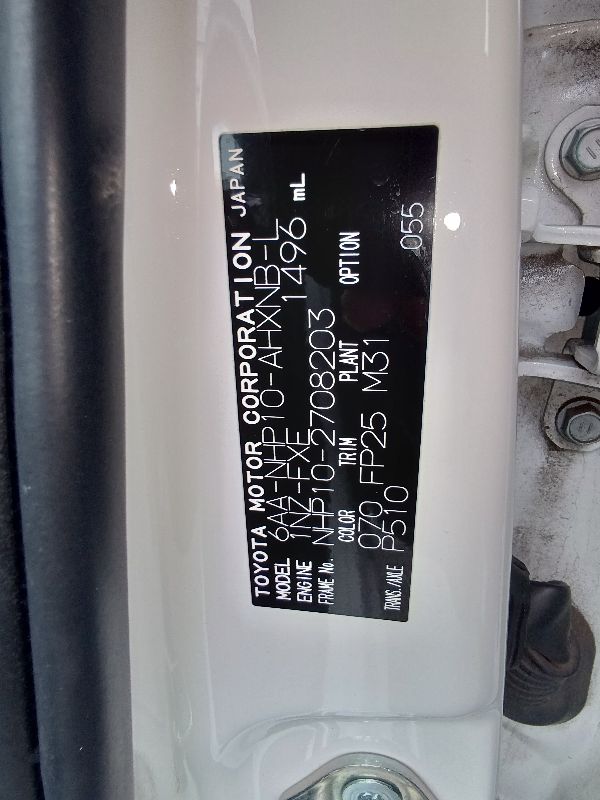 TOYOTA MOTOR CORPORATION JAPAN
MODEL 6AA-NHP10-AHXNB-L
ENGINE 1NZ-FXE 1496 mL
FRAME No. NHP10-2708203
COLOR TRIM PLANT OPTION
070 FP25 M31 055
TRANS./AXLE P510